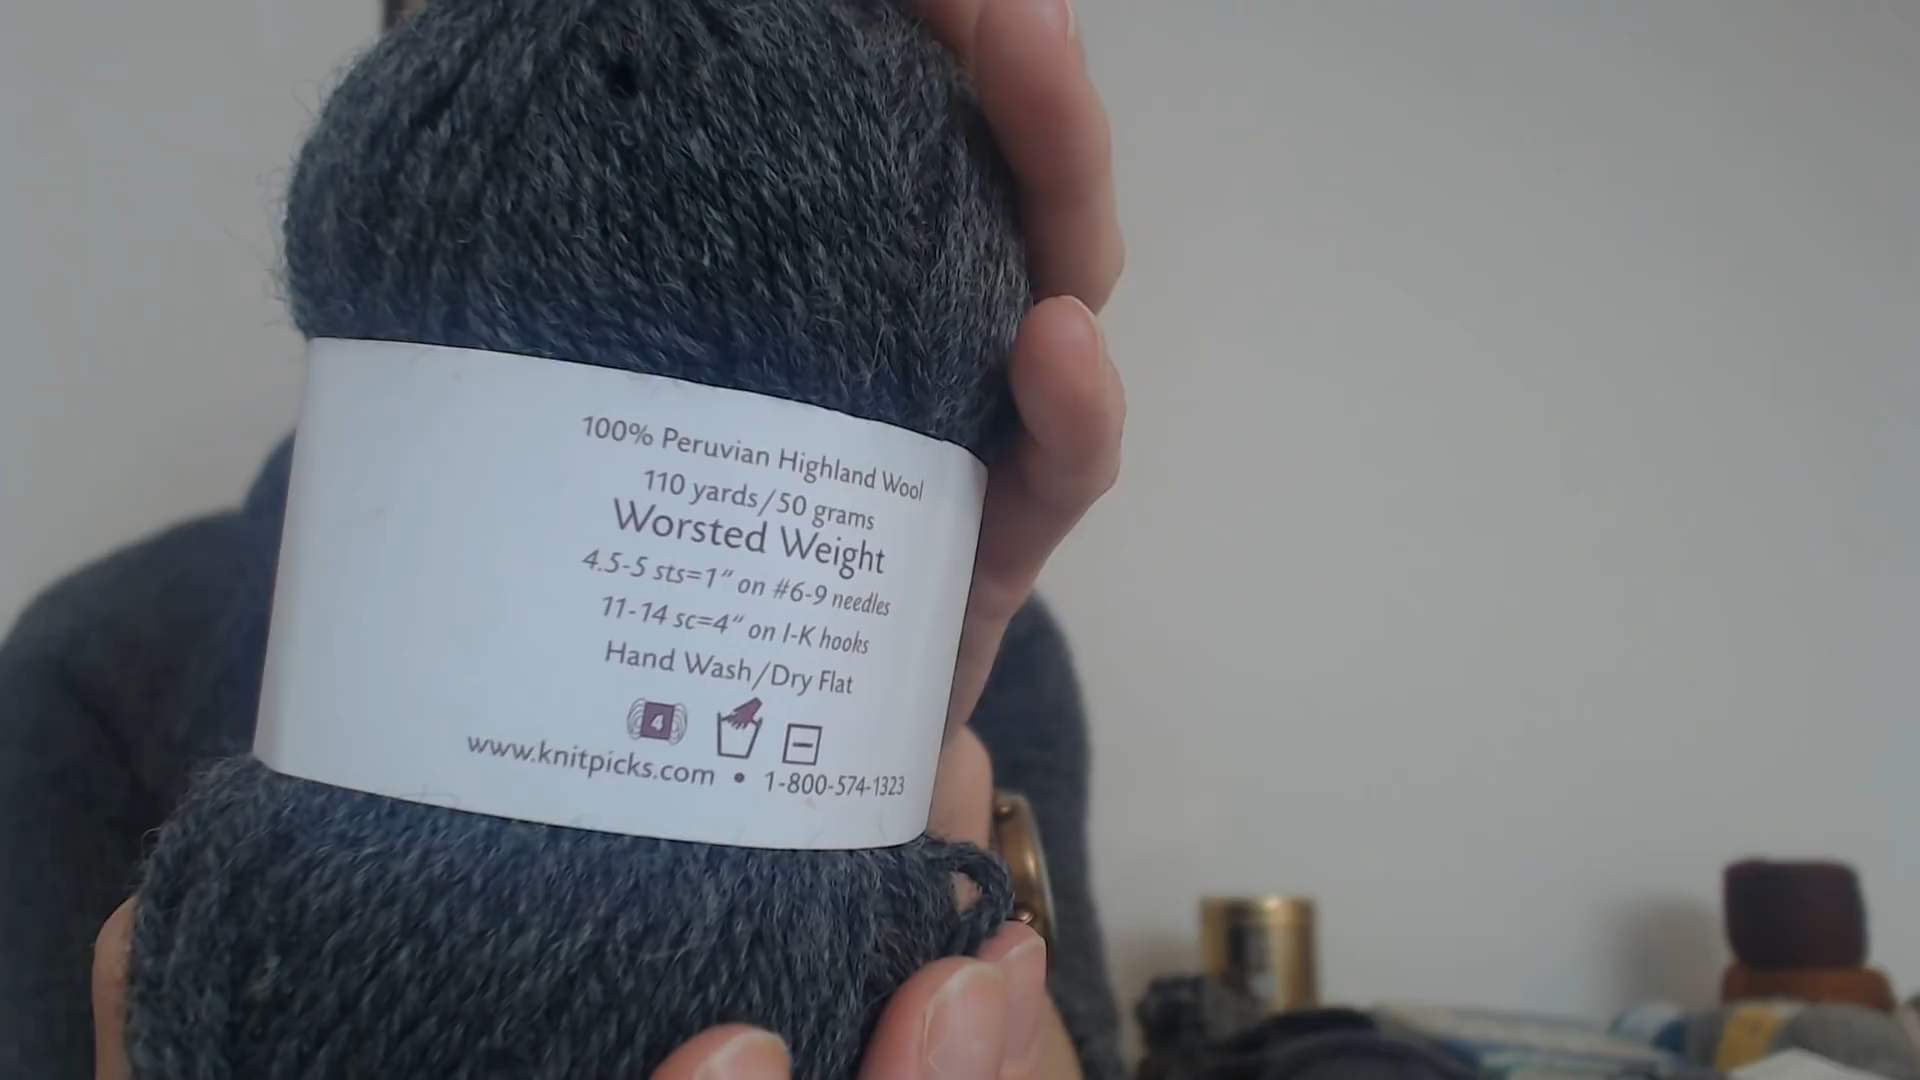 100% Peruvian Highland Wool
110 yards/50 grams
Worsted Weight
4.5-5 sts=1" on #6-9 needles
11-14 sc=4" on I-K hooks
Hand Wash/Dry Flat
4
www.knitpicks.com • 1-800-574-1323